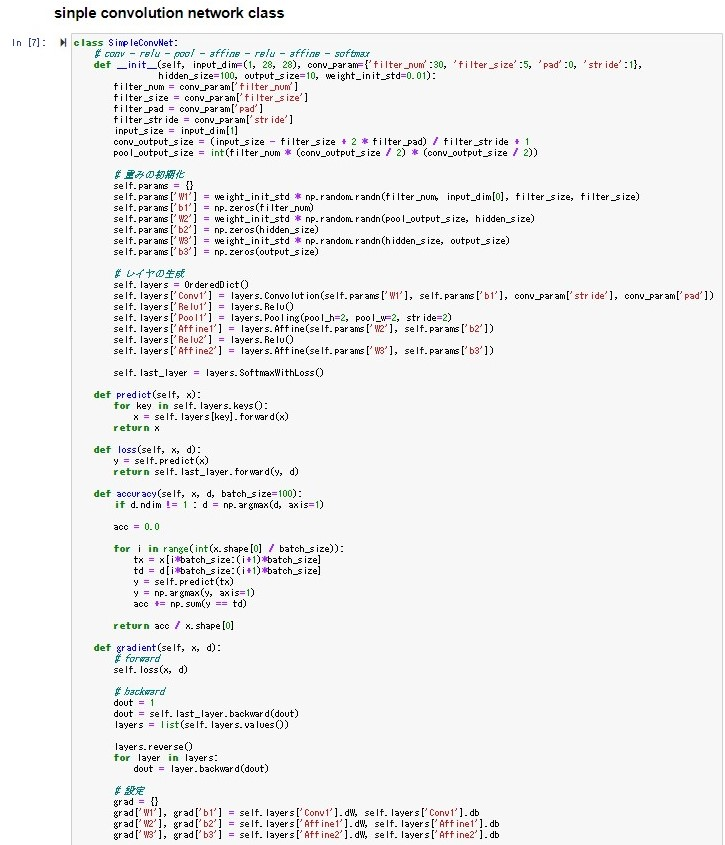 sinple convolution network class
In [7]:
class SimpleConvNet:
    # conv - relu - pool - affine - relu - affine - softmax
    def __init__(self, input_dim=(1, 28, 28), conv_param={'filter_num':30, 'filter_size':5, 'pad':0, 'stride':1},
                 hidden_size=100, output_size=10, weight_init_std=0.01):
        filter_num = conv_param['filter_num']
        filter_size = conv_param['filter_size']
        filter_pad = conv_param['pad']
        filter_stride = conv_param['stride']
        input_size = input_dim[1]
        conv_output_size = (input_size - filter_size + 2 * filter_pad) / filter_stride + 1
        pool_output_size = int(filter_num * (conv_output_size / 2) * (conv_output_size / 2))
        # 重みの初期化
        self.params = {}
        self.params['W1'] = weight_init_std * np.random.randn(filter_num, input_dim[0], filter_size, filter_size)
        self.params['b1'] = np.zeros(filter_num)
        self.params['W2'] = weight_init_std * np.random.randn(pool_output_size, hidden_size)
        self.params['b2'] = np.zeros(hidden_size)
        self.params['W3'] = weight_init_std * np.random.randn(hidden_size, output_size)
        self.params['b3'] = np.zeros(output_size)
        # レイヤの生成
        self.layers = OrderedDict()
        self.layers['Conv1'] = layers.Convolution(self.params['W1'], self.params['b1'], conv_param['stride'], conv_param['pad'])
        self.layers['Relu1'] = layers.Relu()
        self.layers['Pool1'] = layers.Pooling(pool_h=2, pool_w=2, stride=2)
        self.layers['Affine1'] = layers.Affine(self.params['W2'], self.params['b2'])
        self.layers['Relu2'] = layers.Relu()
        self.layers['Affine2'] = layers.Affine(self.params['W3'], self.params['b3'])
        self.last_layer = layers.SoftmaxWithLoss()
    def predict(self, x):
        for key in self.layers.keys():
            x = self.layers[key].forward(x)
        return x
    def loss(self, x, d):
        y = self.predict(x)
        return self.last_layer.forward(y, d)
    def accuracy(self, x, d, batch_size=100):
        if d.ndim != 1 : d = np.argmax(d, axis=1)
        acc = 0.0
        for i in range(int(x.shape[0] / batch_size)):
            tx = x[i*batch_size:(i+1)*batch_size]
            td = d[i*batch_size:(i+1)*batch_size]
            y = self.predict(tx)
            y = np.argmax(y, axis=1)
            acc += np.sum(y == td)
        return acc / x.shape[0]
    def gradient(self, x, d):
        # forward
        self.loss(x, d)
        # backward
        dout = 1
        dout = self.last_layer.backward(dout)
        layers = list(self.layers.values())
        layers.reverse()
        for layer in layers:
            dout = layer.backward(dout)
        # 設定
        grad = {}
        grad['W1'], grad['b1'] = self.layers['Conv1'].dW, self.layers['Conv1'].db
        grad['W2'], grad['b2'] = self.layers['Affine1'].dW, self.layers['Affine1'].db
        grad['W3'], grad['b3'] = self.layers['Affine2'].dW, self.layers['Affine2'].db